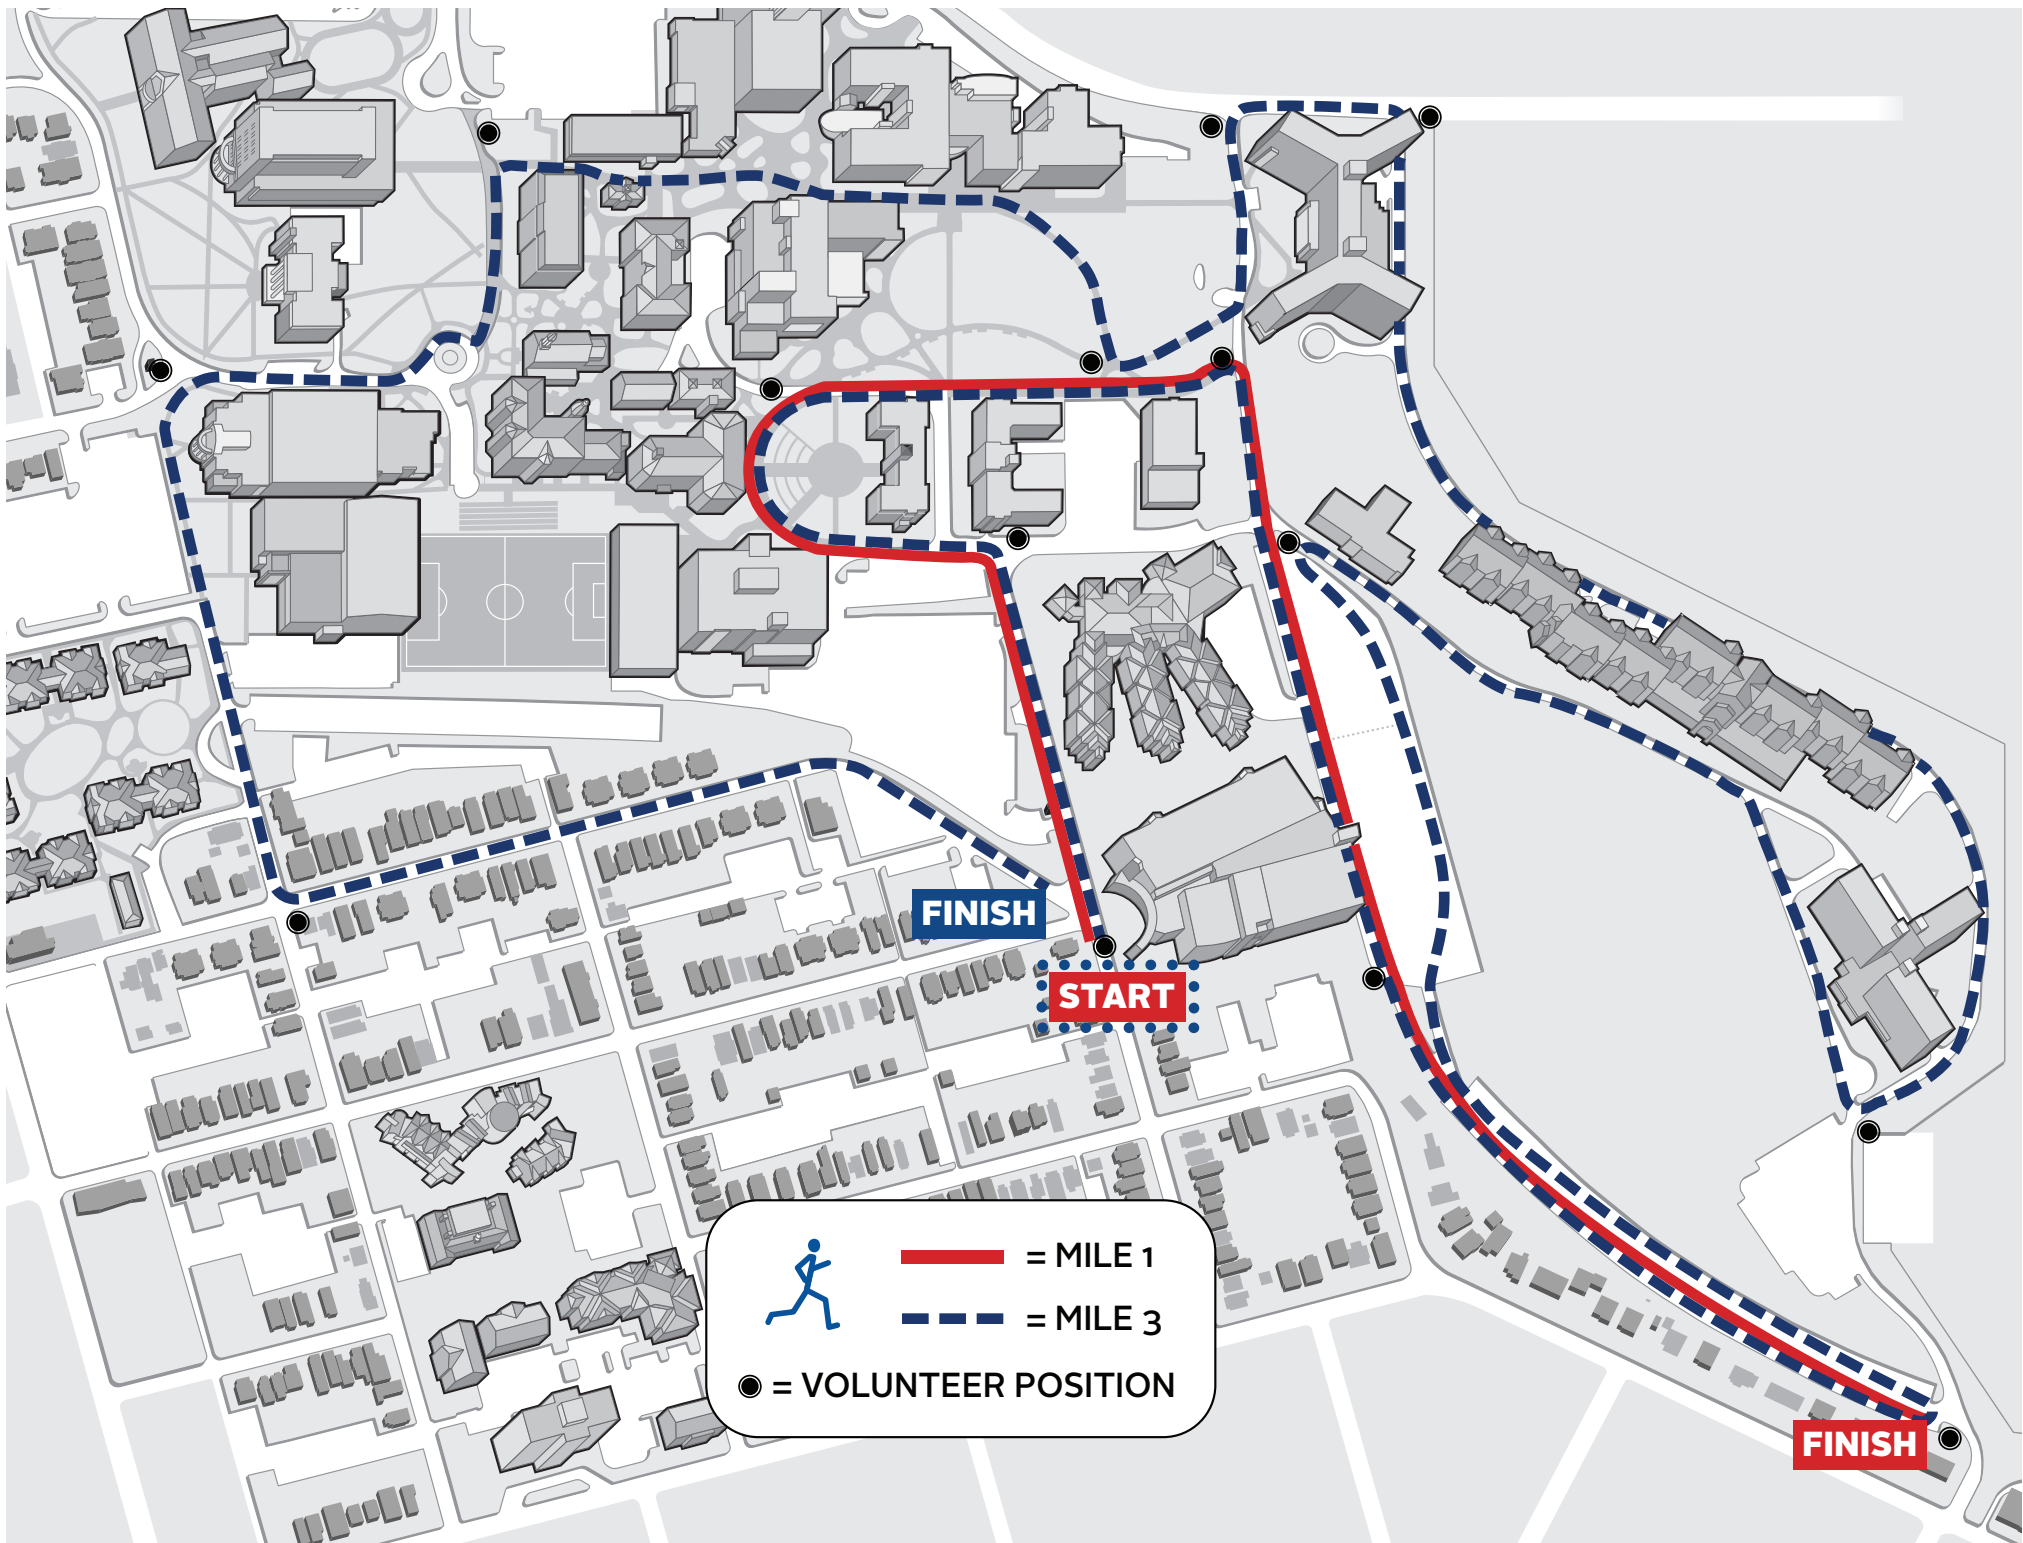 FINISH
START
= MILE 1
= MILE 3
= VOLUNTEER POSITION
FINISH